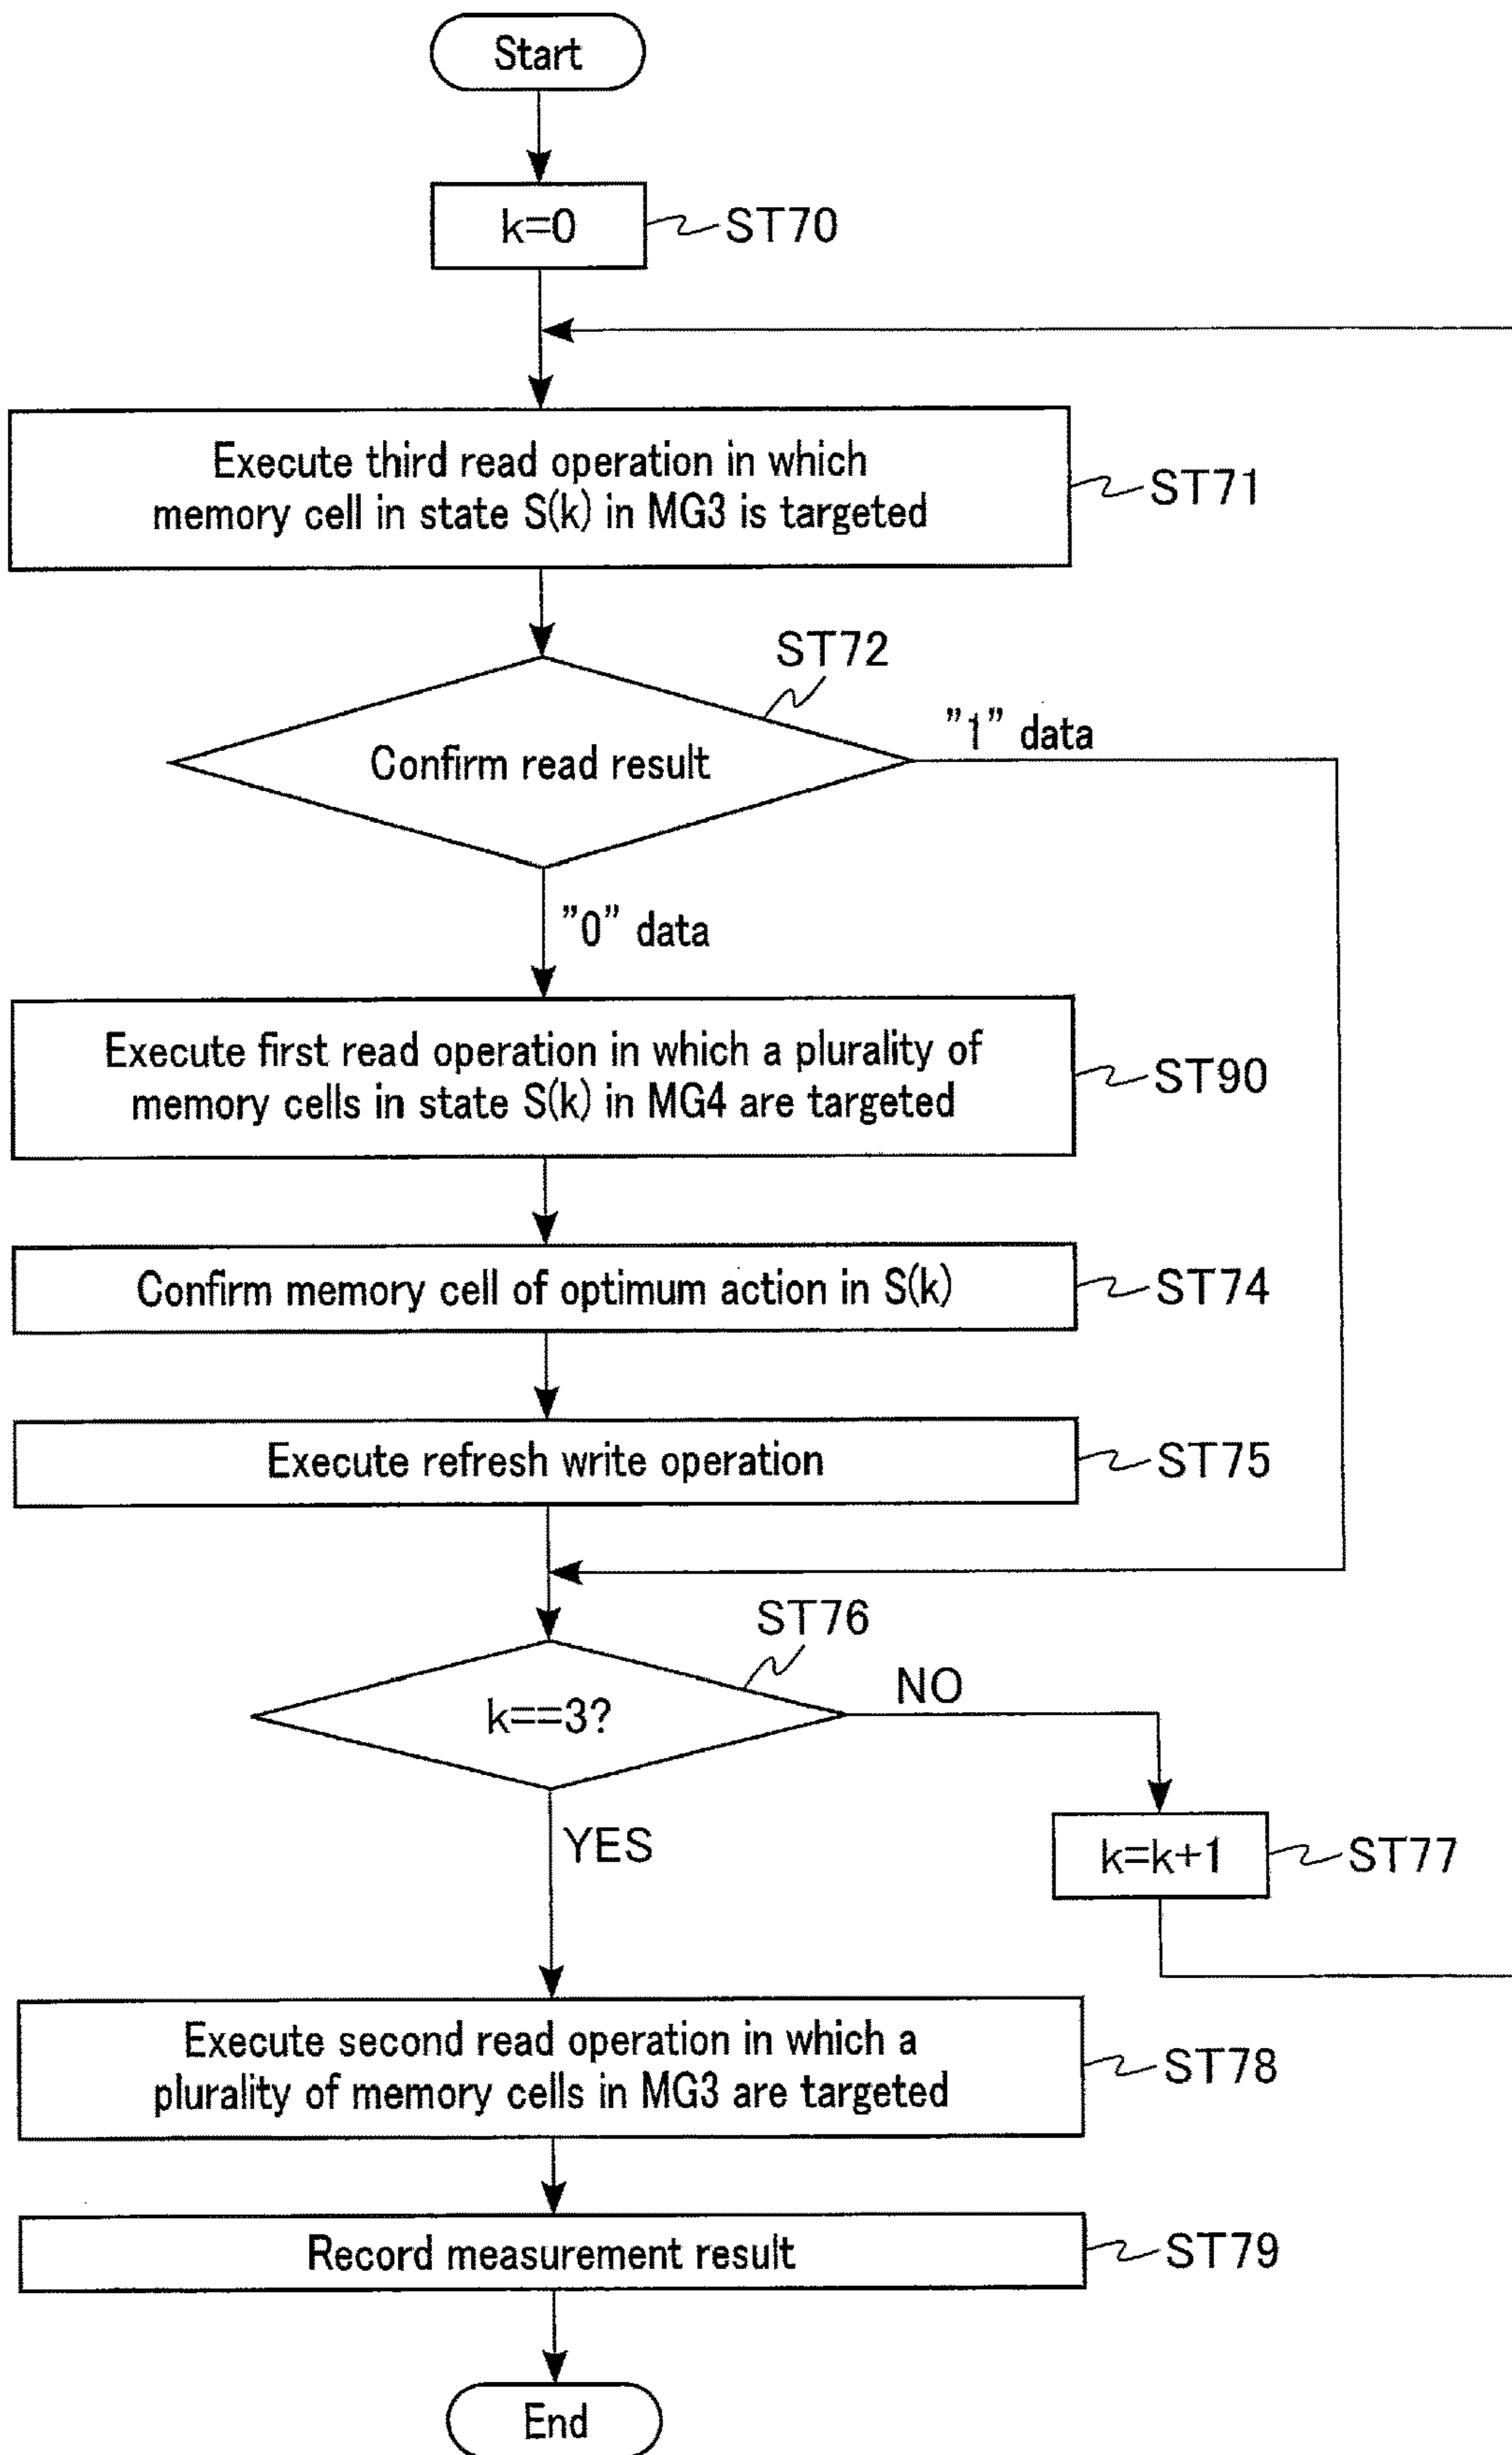 Start
k=0
ST70
Execute third read operation in which
memory cell in state S(k) in MG3 is targeted
ST71
ST72
Confirm read result
"1" data
"0" data
Execute first read operation in which a plurality of
memory cells in state S(k) in MG4 are targeted
ST90
Confirm memory cell of optimum action in S(k)
ST74
Execute refresh write operation
ST75
ST76
k==3?
NO
YES
k=k+1
ST77
Execute second read operation in which a
plurality of memory cells in MG3 are targeted
ST78
Record measurement result
ST79
End